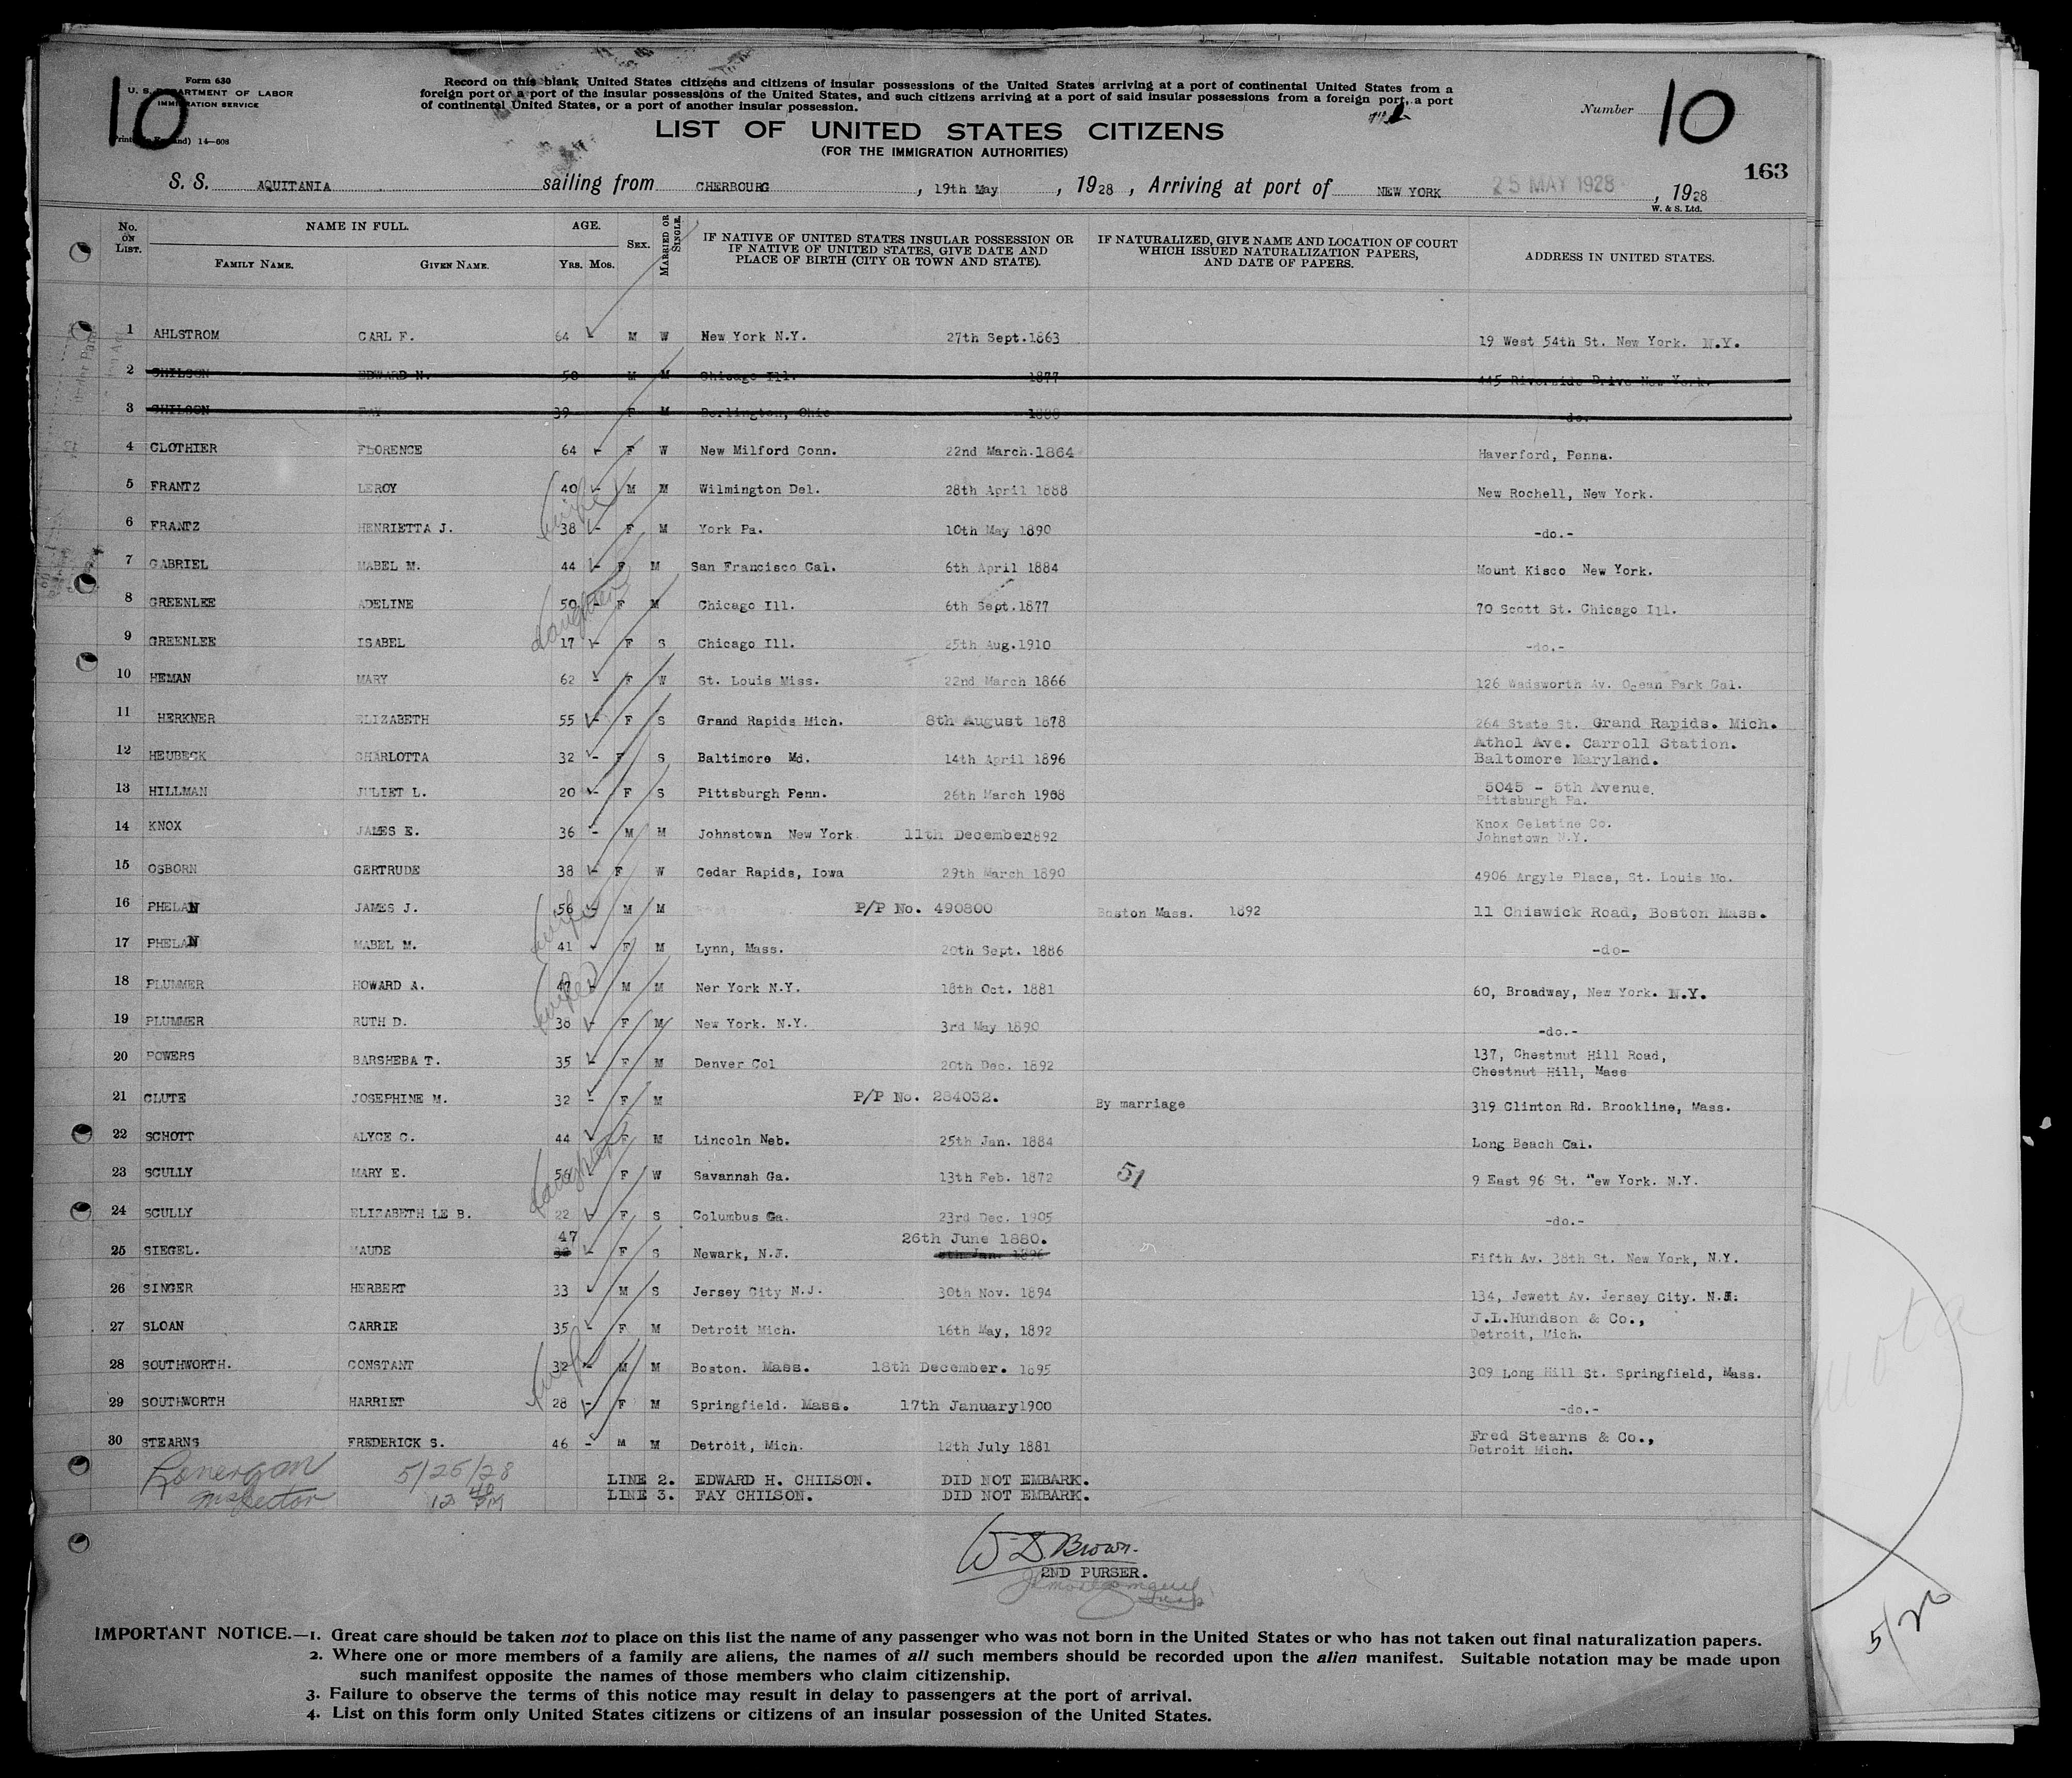 10
Form 630
U. S. DEPARTMENT OF LABOR
IMMIGRATION SERVICE
14—608
Record on this blank United States citizens and citizens of insular possessions of the United States arriving at a port of continental United States from a
foreign port or a port of the insular possessions of the United States, and such citizens arriving at a port of said insular possessions from a foreign port, a port
of continental United States, or a port of another insular possession.
Number 10
LIST OF UNITED STATES CITIZENS
(FOR THE IMMIGRATION AUTHORITIES)
163
S. S. AQUITANIA sailing from CHERBOURG, 19th May, 1928, Arriving at port of NEW YORK 25 MAY 1928, 1928
W. & S. Ltd.
No. ON LIST. NAME IN FULL. FAMILY NAME. GIVEN NAME. AGE. YRS. MOS. SEX. MARRIED OR SINGLE. IF NATIVE OF UNITED STATES INSULAR POSSESSION OR IF NATIVE OF UNITED STATES, GIVE DATE AND PLACE OF BIRTH (CITY OR TOWN AND STATE). IF NATURALIZED, GIVE NAME AND LOCATION OF COURT WHICH ISSUED NATURALIZATION PAPERS, AND DATE OF PAPERS. ADDRESS IN UNITED STATES.
1 AHLSTROM CARL F. 64 M W New York N.Y. 27th Sept.1863 19 West 54th St. New York. N.Y.
2 CHILSON EDWARD N. 50 M M Chicago Ill. 1877 445 Riverside Drive New York.
3 CHILSON FAY 39 F M Burlington, Ohio 1888 -do.
4 CLOTHIER FLORENCE 64 F W New Milford Conn. 22nd March.1864 Haverford, Penna.
5 FRANTZ LEROY 40 M M Wilmington Del. 28th April 1888 New Rochell, New York.
wife
6 FRANTZ HENRIETTA J. 38 F M York Pa. 10th May 1890 -do.-
7 GABRIEL MABEL M. 44 F M San Francisco Cal. 6th April 1884 Mount Kisco New York.
8 GREENLEE ADELINE 50 F M Chicago Ill. 6th Sept.1877 70 Scott St. Chicago Ill.
daughter
9 GREENLEE ISABEL 17 F S Chicago Ill. 25th Aug.1910 -do.-
10 HEMAN MARY 62 F W St. Louis Miss. 22nd March 1866 126 Wadsworth Av. Ocean Park Cal.
11 HERKNER ELIZABETH 55 F S Grand Rapids Mich. 8th August 1878 264 State St. Grand Rapids. Mich.
12 HEUBECK CHARLOTTA 32 F S Baltimore Md. 14th April 1896 Athol Ave. Carroll Station.
Baltomore Maryland.
13 HILLMAN JULIET L. 20 F S Pittsburgh Penn. 26th March 1908 5045 - 5th Avenue.
Pittsburgh Pa.
14 KNOX JAMES E. 36 M M Johnstown New York 11th December1892 Knox Gelatine Co.
Johnstown N.Y.
15 OSBORN GERTRUDE 38 F W Cedar Rapids, Iowa 29th March 1890 4906 Argyle Place, St. Louis Mo.
16 PHELAN JAMES J. 56 M M P/P No. 490800 Boston Mass. 1892 11 Chiswick Road, Boston Mass.
wife
17 PHELAN MABEL M. 41 F M Lynn, Mass. 20th Sept. 1886 -do-
18 PLUMMER HOWARD A. 47 M M Ner York N.Y. 18th Oct. 1881 60, Broadway, New York. N.Y.
wife
19 PLUMMER RUTH D. 38 F M New York. N.Y. 3rd May 1890 -do.-
20 POWERS BARSHEBA T. 35 F M Denver Col 20th Dec. 1892 137, Chestnut Hill Road,
Chestnut Hill, Mass
21 CLUTE JOSEPHINE M. 32 F M P/P No. 284032. By marriage 319 Clinton Rd. Brookline, Mass.
22 SCHOTT ALYCE C. 44 F M Lincoln Neb. 25th Jan. 1884 Long Beach Cal.
23 SCULLY MARY E. 56 F W Savannah Ga. 13th Feb. 1872 51 9 East 96 St. New York. N.Y.
daughter
24 SCULLY ELISABETH LE B. 22 F S Columbus Ga. 23rd Dec. 1905 -do.-
25 SIEGEL. MAUDE 47 F S Newark, N.J. 26th June 1880. Fifth Av. 38th St. New York, N.Y.
26 SINGER HERBERT 33 M S Jersey City N.J. 30th Nov. 1894 134, Jewett Av. Jersey City. N.J.
27 SLOAN CARRIE 35 F M Detroit Mich. 16th May, 1892 J.L.Hundson & Co.,
Detroit, Mich.
28 SOUTHWORTH. CONSTANT 32 M M Boston. Mass. 18th December. 1895 309 Long Hill St. Springfield, Mass.
wife
29 SOUTHWORTH HARRIET 28 F M Springfield. Mass. 17th January1900 -do.-
30 STEARNS FREDERICK S. 46 M M Detroit, Mich. 12th July 1881 Fred Stearns & Co.,
Detroit Mich.
Lonergan 5/25/28
Inspector 12 40 PM
LINE 2. EDWARD H. CHILSON. DID NOT EMBARK.
LINE 3. FAY CHILSON. DID NOT EMBARK.
W D. Brown.
2ND PURSER.
IMPORTANT NOTICE.—1. Great care should be taken not to place on this list the name of any passenger who was not born in the United States or who has not taken out final naturalization papers.
2. Where one or more members of a family are aliens, the names of all such members should be recorded upon the alien manifest. Suitable notation may be made upon
such manifest opposite the names of those members who claim citizenship.
3. Failure to observe the terms of this notice may result in delay to passengers at the port of arrival.
4. List on this form only United States citizens or citizens of an insular possession of the United States.
5/20